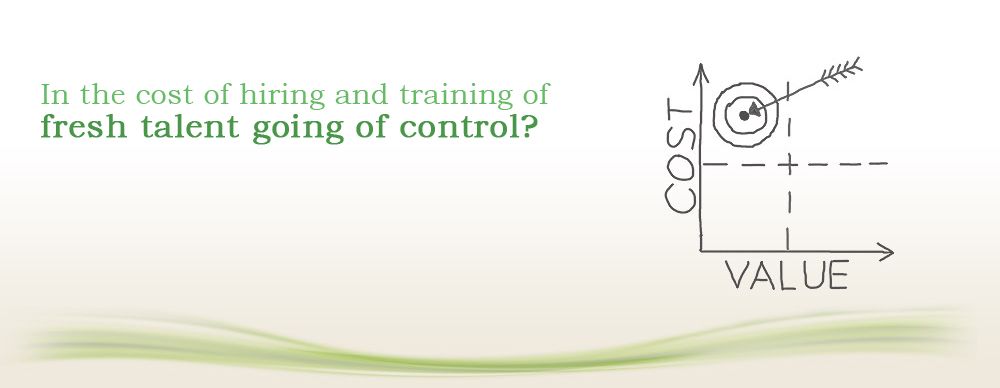 In the cost of hiring and training of
fresh talent going of control?
COST
VALUE